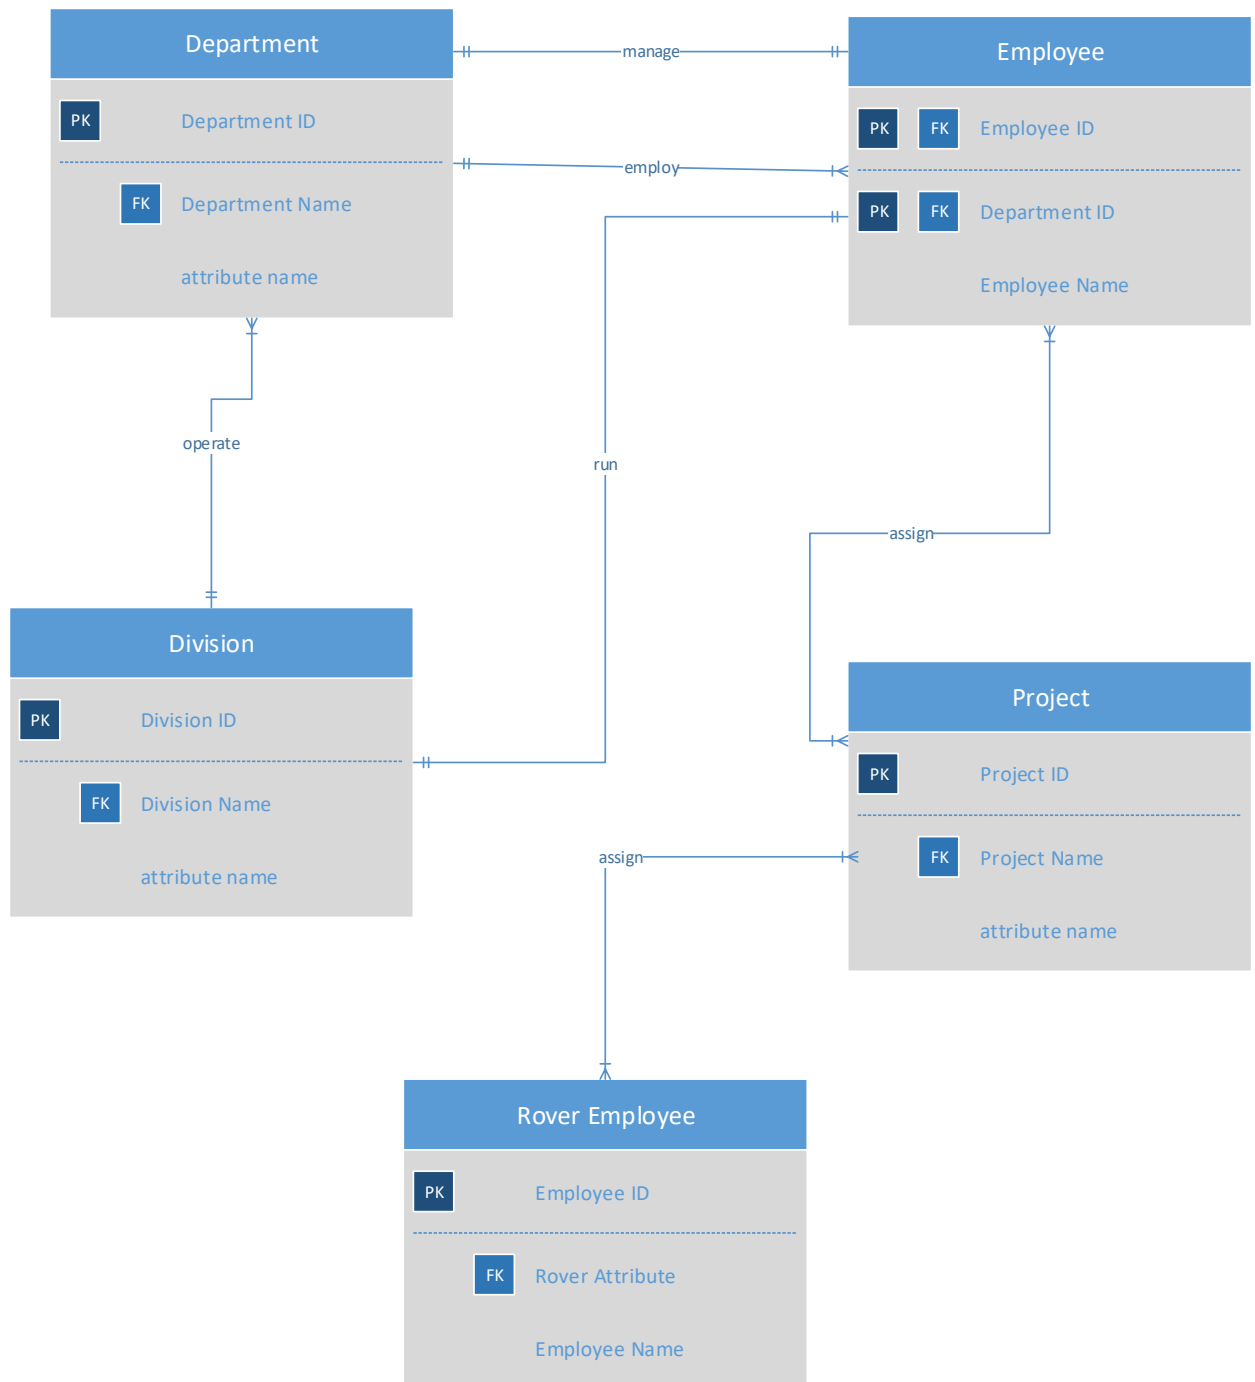 Department
PK Department ID
FK Department Name
attribute name
manage
employ
Employee
PK FK Employee ID
PK FK Department ID
Employee Name
operate
run
assign
Division
PK Division ID
FK Division Name
attribute name
Project
PK Project ID
FK Project Name
attribute name
assign
Rover Employee
PK Employee ID
FK Rover Attribute
Employee Name